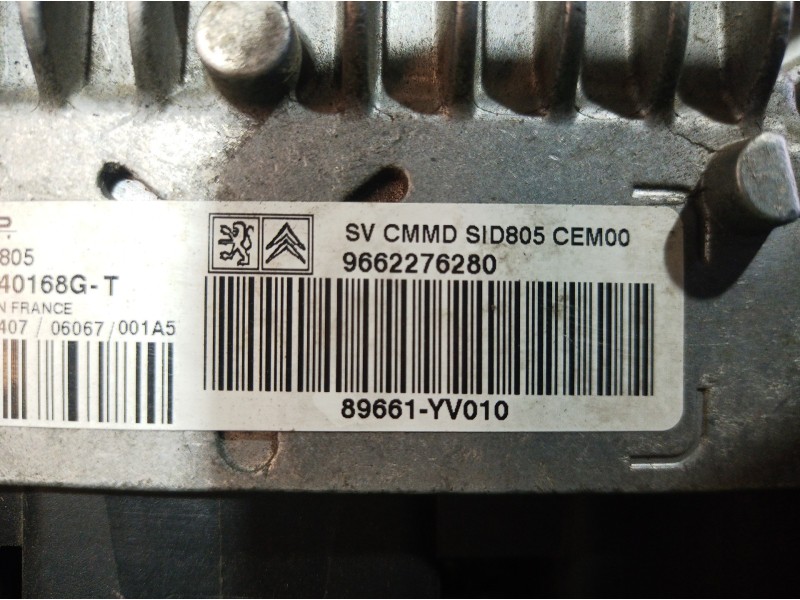 805
40168G-T
N FRANCE
407 / 06067 / 001A5
SV CMMD SID805 CEM00
9662276280
89661-YV010